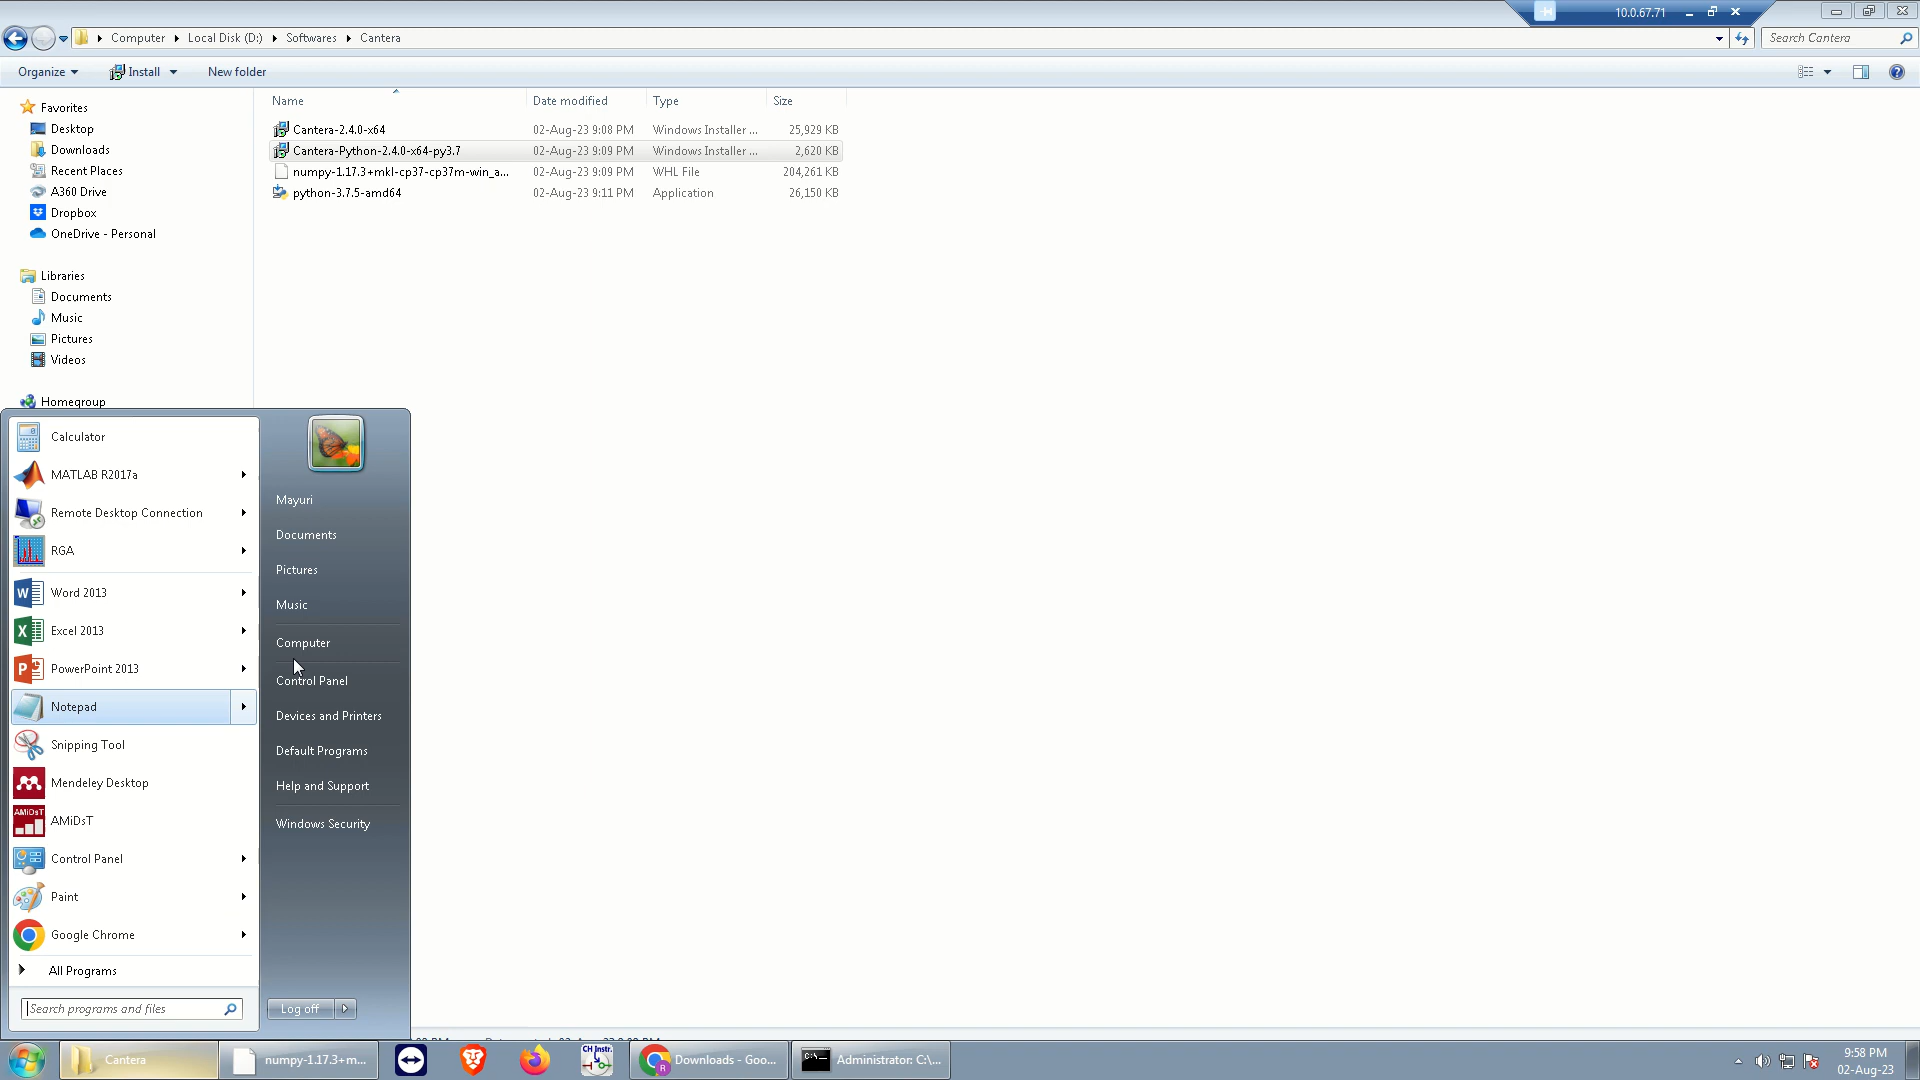 10.0.67.71
Computer
Local Disk (D:)
Softwares
Cantera
Search Cantera
Organize
Install
New folder
Name
Date modified
Type
Size
Favorites
Desktop
Downloads
Recent Places
A360 Drive
Dropbox
OneDrive - Personal
Libraries
Documents
Music
Pictures
Videos
Homegroup
Cantera-2.4.0-x64 02-Aug-23 9:08 PM Windows Installer ... 25,929 KB
Cantera-Python-2.4.0-x64-py3.7 02-Aug-23 9:09 PM Windows Installer ... 2,620 KB
numpy-1.17.3+mkl-cp37-cp37m-win_a... 02-Aug-23 9:09 PM WHL File 204,261 KB
python-3.7.5-amd64 02-Aug-23 9:11 PM Application 26,150 KB
Calculator
MATLAB R2017a
Remote Desktop Connection
RGA
Word 2013
Excel 2013
PowerPoint 2013
Notepad
Snipping Tool
Mendeley Desktop
AMiDsT
AMiDsT
Control Panel
Paint
Google Chrome
All Programs
Search programs and files
Mayuri
Documents
Pictures
Music
Computer
Control Panel
Devices and Printers
Default Programs
Help and Support
Windows Security
Log off
Cantera
numpy-1.17.3+m...
CH Instr.
Downloads - Goo...
Administrator: C:\...
9:58 PM
02-Aug-23